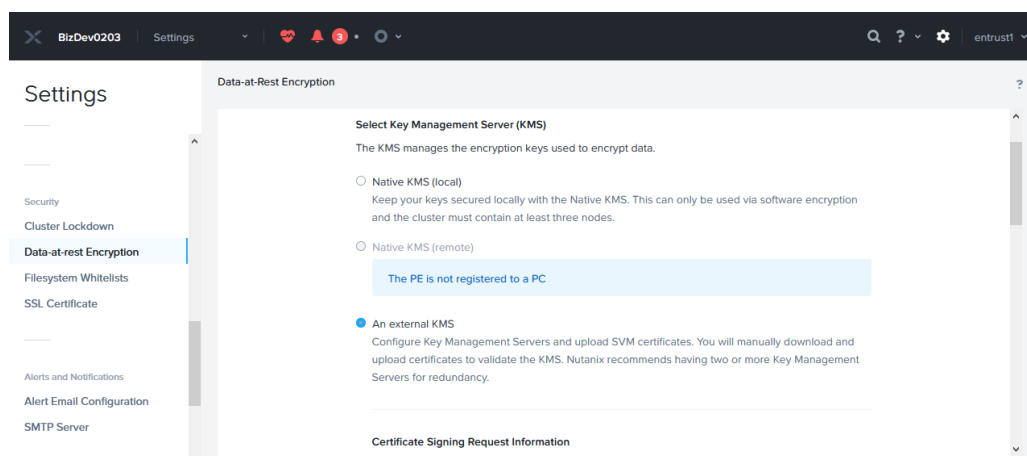 BizDev0203 Settings 3 ? entrust1
Settings
Security
Cluster Lockdown
Data-at-rest Encryption
Filesystem Whitelists
SSL Certificate
Alerts and Notifications
Alert Email Configuration
SMTP Server
Data-at-Rest Encryption ?
Select Key Management Server (KMS)
The KMS manages the encryption keys used to encrypt data.
Native KMS (local)
Keep your keys secured locally with the Native KMS. This can only be used via software encryption
and the cluster must contain at least three nodes.
Native KMS (remote)
The PE is not registered to a PC
An external KMS
Configure Key Management Servers and upload SVM certificates. You will manually download and
upload certificates to validate the KMS. Nutanix recommends having two or more Key Management
Servers for redundancy.
Certificate Signing Request Information